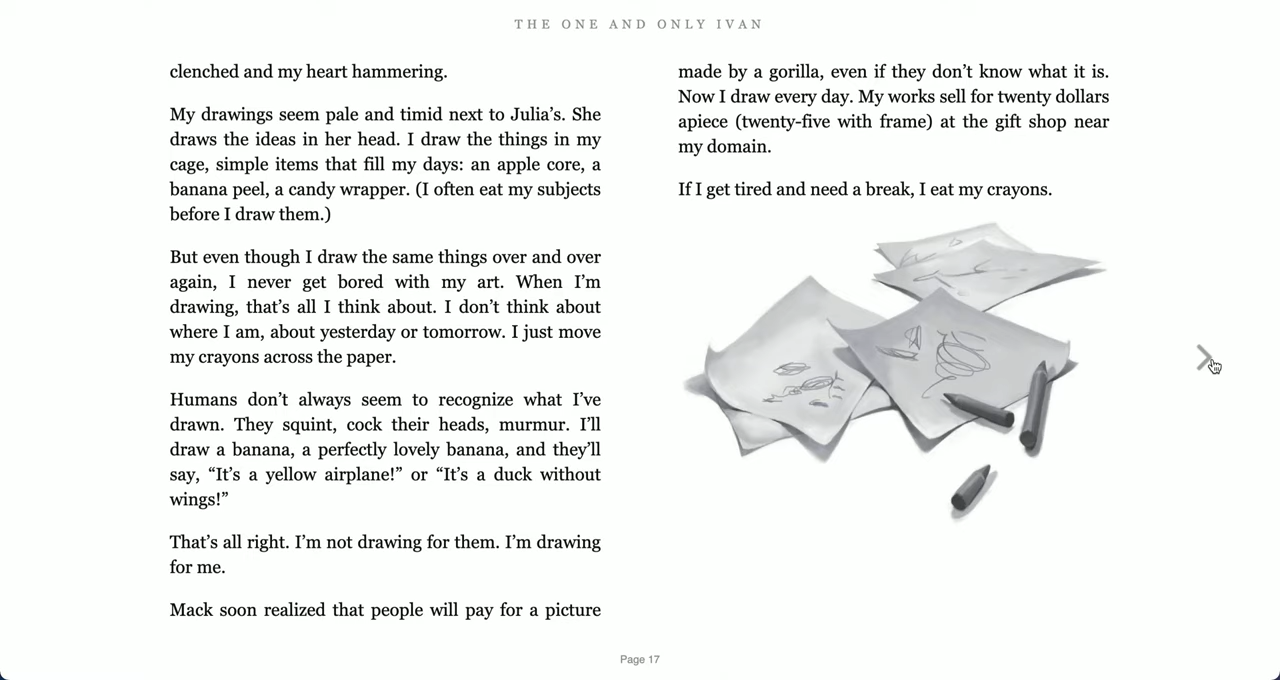 THE ONE AND ONLY IVAN
clenched and my heart hammering.
My drawings seem pale and timid next to Julia’s. She
draws the ideas in her head. I draw the things in my
cage, simple items that fill my days: an apple core, a
banana peel, a candy wrapper. (I often eat my subjects
before I draw them.)
But even though I draw the same things over and over
again, I never get bored with my art. When I’m
drawing, that’s all I think about. I don’t think about
where I am, about yesterday or tomorrow. I just move
my crayons across the paper.
Humans don’t always seem to recognize what I’ve
drawn. They squint, cock their heads, murmur. I’ll
draw a banana, a perfectly lovely banana, and they’ll
say, “It’s a yellow airplane!” or “It’s a duck without
wings!”
That’s all right. I’m not drawing for them. I’m drawing
for me.
Mack soon realized that people will pay for a picture
made by a gorilla, even if they don’t know what it is.
Now I draw every day. My works sell for twenty dollars
apiece (twenty-five with frame) at the gift shop near
my domain.
If I get tired and need a break, I eat my crayons.
Page 17